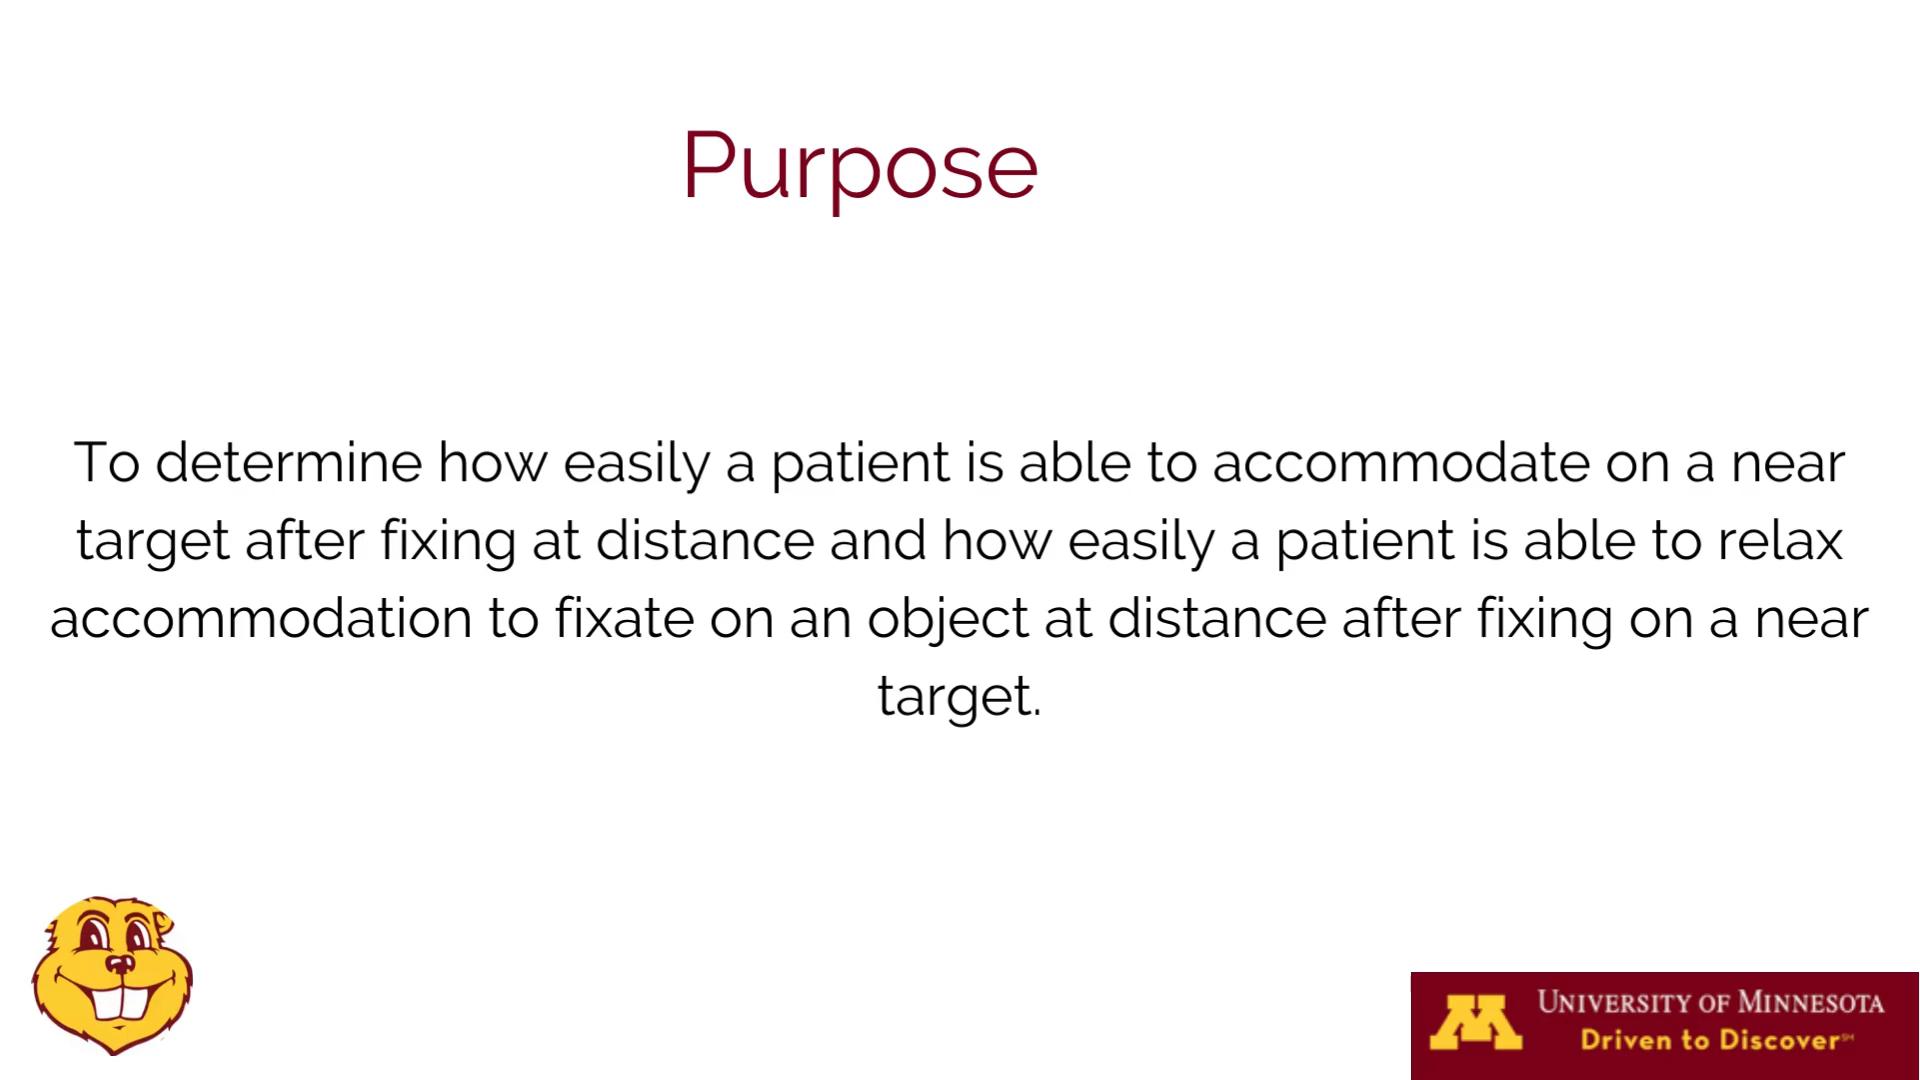 Purpose
To determine how easily a patient is able to accommodate on a near
target after fixing at distance and how easily a patient is able to relax
accommodation to fixate on an object at distance after fixing on a near
target.
M
UNIVERSITY OF MINNESOTA
Driven to Discover℠